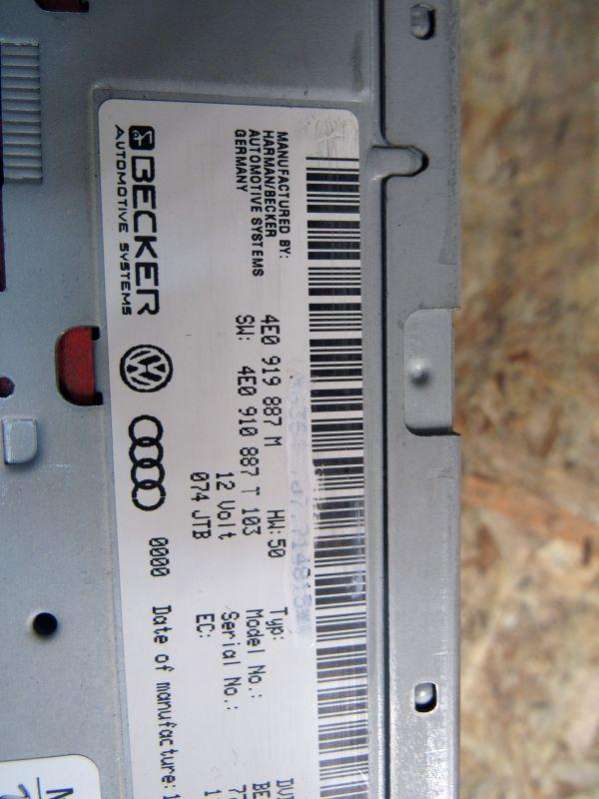 MANUFACTURED BY:
HARMAN/BECKER
AUTOMOTIVE SYSTEMS
GERMANY
BECKER
AUTOMOTIVE SYSTEMS
4E0 919 887 M HW:50
SW: 4E0 910 887 T 103
12 Volt
074 JTB
0000
Typ:
Model No.:
Serial No.:
EC:
Date of manufacture: